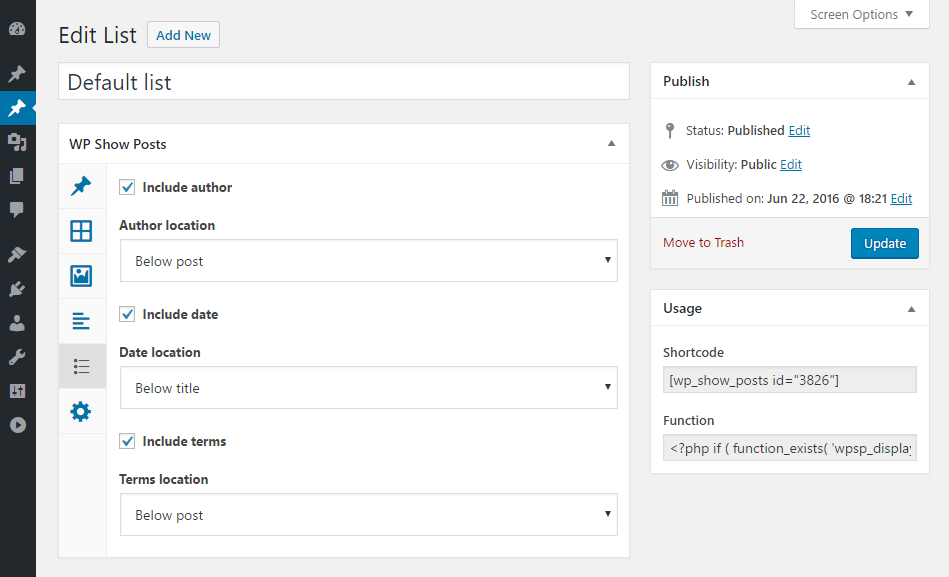 Screen Options
Edit List Add New
Default list
WP Show Posts
Include author
Author location
Below post
Include date
Date location
Below title
Include terms
Terms location
Below post
Publish
Status: Published Edit
Visibility: Public Edit
Published on: Jun 22, 2016 @ 18:21 Edit
Move to Trash Update
Usage
Shortcode
[wp_show_posts id="3826"]
Function
<?php if ( function_exists( 'wpsp_display